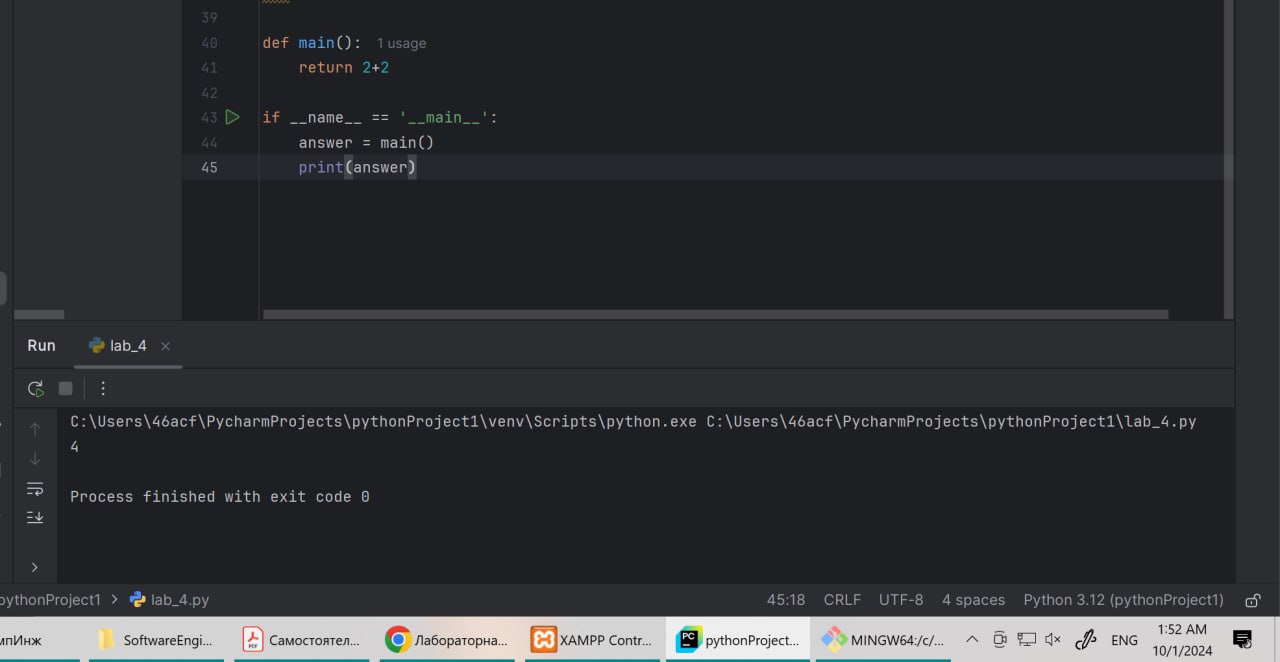 39
40 def main(): 1 usage
41 return 2+2
42
43 if __name__ == '__main__':
44 answer = main()
45 print(answer)
Run lab_4
C:\Users\46acf\PycharmProjects\pythonProject1\venv\Scripts\python.exe C:\Users\46acf\PycharmProjects\pythonProject1\lab_4.py
4
Process finished with exit code 0
pythonProject1 > lab_4.py 45:18 CRLF UTF-8 4 spaces Python 3.12 (pythonProject1)
мпИнж SoftwareEngi... Самостоятел... Лабораторна... XAMPP Contr... pythonProject... MINGW64:/c/... ENG 1:52 AM
10/1/2024